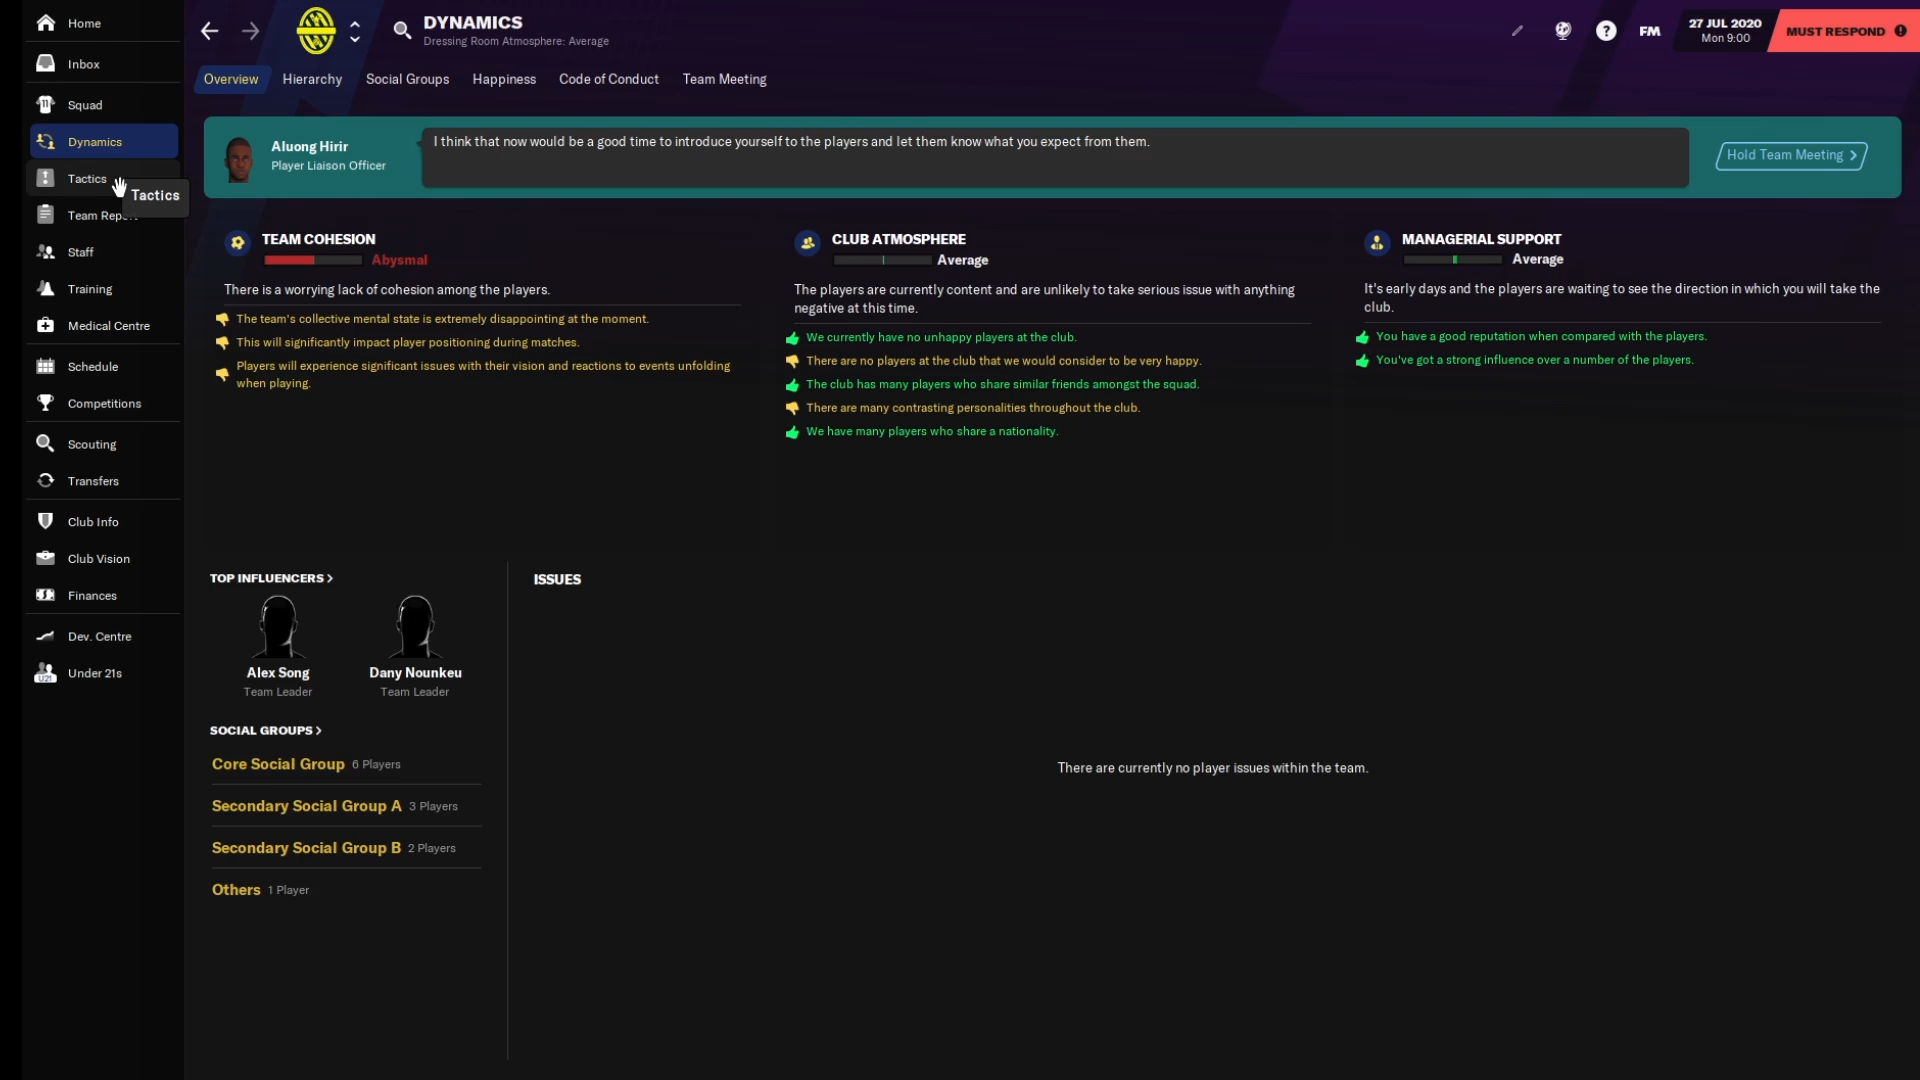 Home
Inbox
Squad
Dynamics
Tactics
Tactics
Team Repo
Staff
Training
Medical Centre
Schedule
Competitions
Scouting
Transfers
Club Info
Club Vision
Finances
Dev. Centre
U21
Under 21s
DYNAMICS
Dressing Room Atmosphere: Average
?
FM
27 JUL 2020
Mon 9:00
MUST RESPOND
Overview
Hierarchy
Social Groups
Happiness
Code of Conduct
Team Meeting
Aluong Hirir
Player Liaison Officer
I think that now would be a good time to introduce yourself to the players and let them know what you expect from them.
Hold Team Meeting
TEAM COHESION
Abysmal
There is a worrying lack of cohesion among the players.
The team's collective mental state is extremely disappointing at the moment.
This will significantly impact player positioning during matches.
Players will experience significant issues with their vision and reactions to events unfolding
when playing.
CLUB ATMOSPHERE
Average
The players are currently content and are unlikely to take serious issue with anything
negative at this time.
We currently have no unhappy players at the club.
There are no players at the club that we would consider to be very happy.
The club has many players who share similar friends amongst the squad.
There are many contrasting personalities throughout the club.
We have many players who share a nationality.
MANAGERIAL SUPPORT
Average
It's early days and the players are waiting to see the direction in which you will take the
club.
You have a good reputation when compared with the players.
You've got a strong influence over a number of the players.
TOP INFLUENCERS
Alex Song
Team Leader
Dany Nounkeu
Team Leader
SOCIAL GROUPS
Core Social Group 6 Players
Secondary Social Group A 3 Players
Secondary Social Group B 2 Players
Others 1 Player
ISSUES
There are currently no player issues within the team.